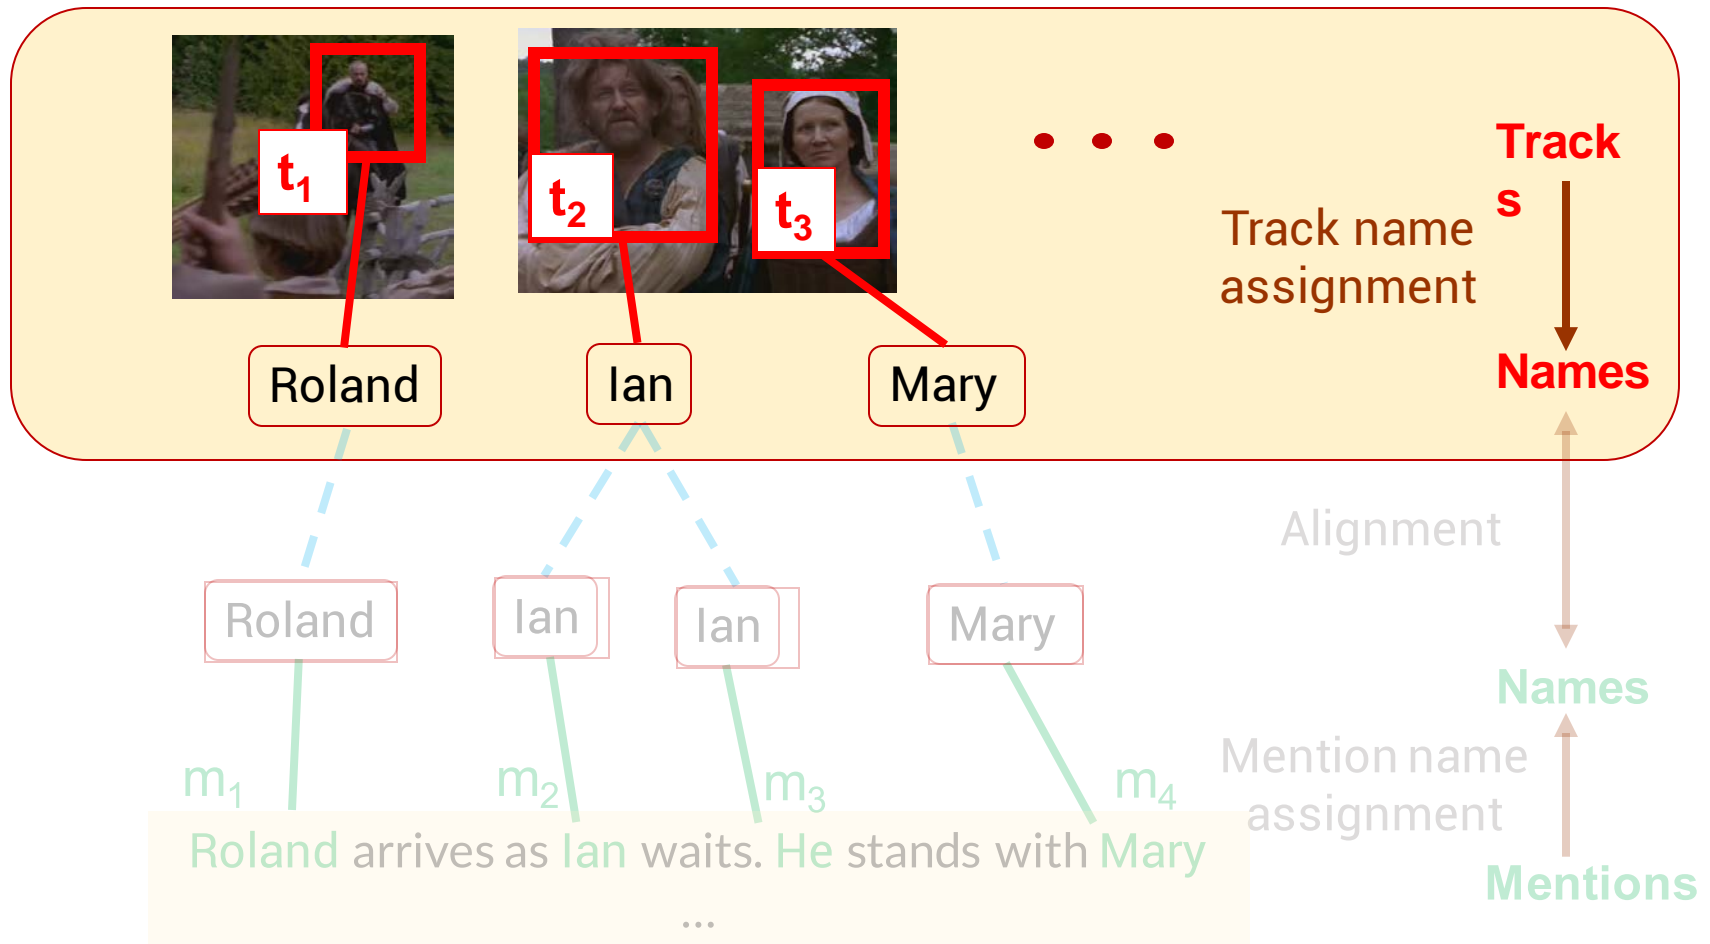 t1
t2
t3
Track
s
Track name
assignment
Roland
Ian
Mary
Names
Alignment
Roland
Ian
Ian
Mary
Names
m1
m2
m3
m4
Mention name
assignment
Roland arrives as Ian waits. He stands with Mary
Mentions
...